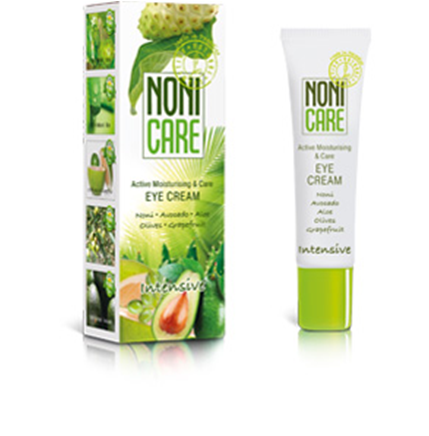 NONI
CARE
Active Moisturising & Care
EYE CREAM
Noni • Avocado • Aloe
Olives • Grapefruit
Intensive
NONI
CARE
Active Moisturising
& Care
EYE
CREAM
Noni
Avocado
Aloe
Olives
Grapefruit
Intensive